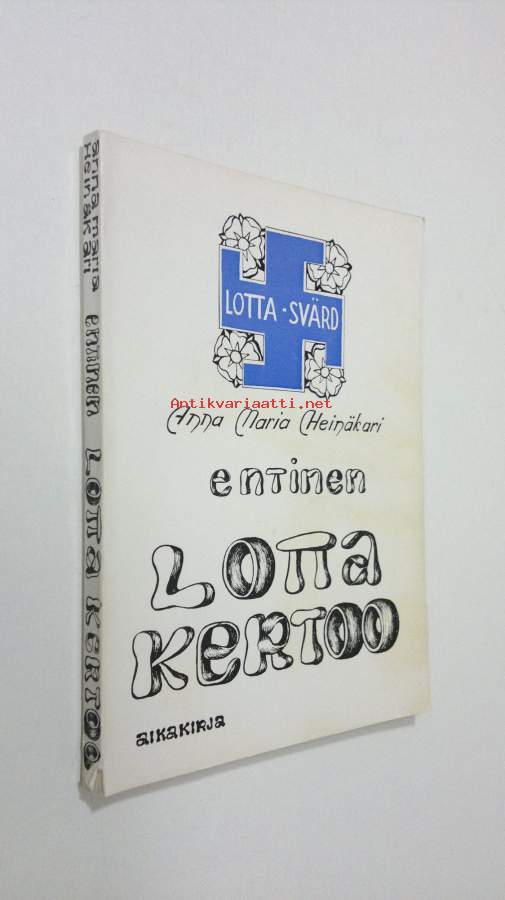 anna maria
Heinäkari
entinen LOTTA KERTOO
LOTTA · SVÄRD
Antikvariaatti.net
Anna Maria Heinäkari
entinen
LOTTA
KERTOO
AIKAKIRJA